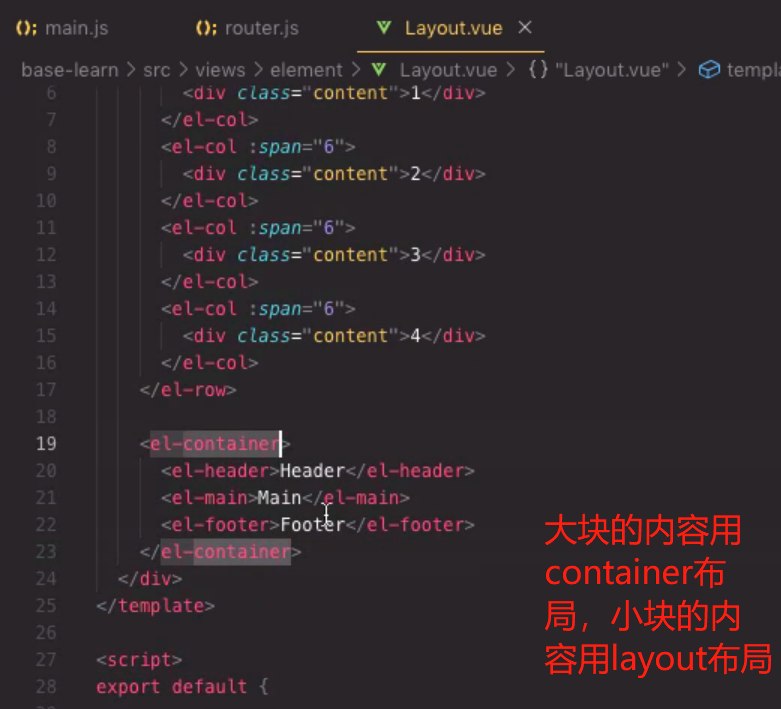 main.js router.js Layout.vue
base-learn > src > views > element > Layout.vue > {} "Layout.vue" > templa
6 <div class="content">1</div>
7 </el-col>
8 <el-col :span="6">
9 <div class="content">2</div>
10 </el-col>
11 <el-col :span="6">
12 <div class="content">3</div>
13 </el-col>
14 <el-col :span="6">
15 <div class="content">4</div>
16 </el-col>
17 </el-row>
18
19 <el-container>
20 <el-header>Header</el-header>
21 <el-main>Main</el-main>
22 <el-footer>Footer</el-footer>
23 </el-container>
24 </div>
25 </template>
26
27 <script>
28 export default {
大块的内容用
container布
局，小块的内
容用layout布局